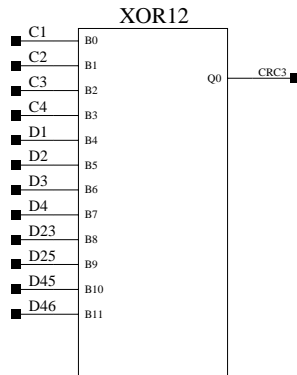 XOR12
C1 B0
C2 B1 Q0 CRC3
C3 B2
C4 B3
D1 B4
D2 B5
D3 B6
D4 B7
D23 B8
D25 B9
D45 B10
D46 B11